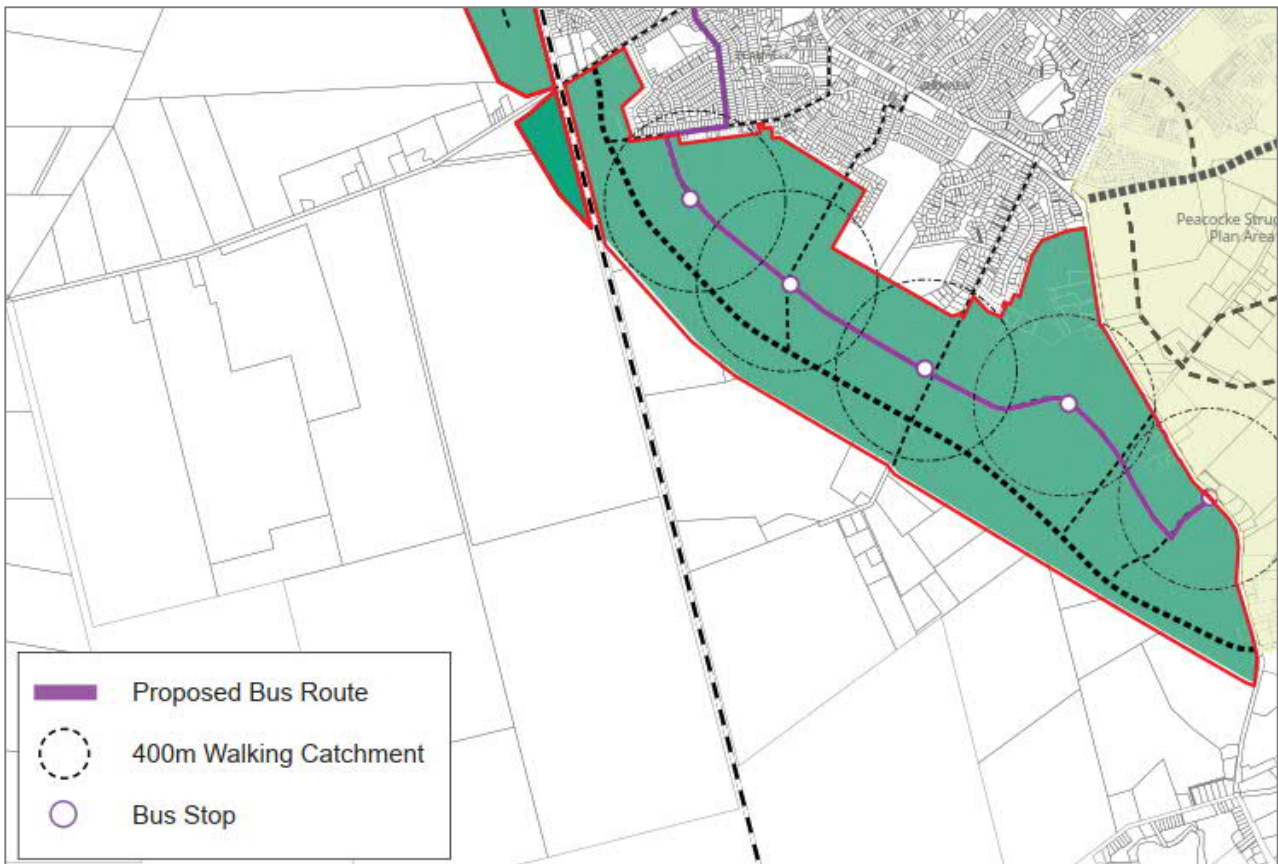 Peacocke Struc
Plan Area
Proposed Bus Route
400m Walking Catchment
Bus Stop